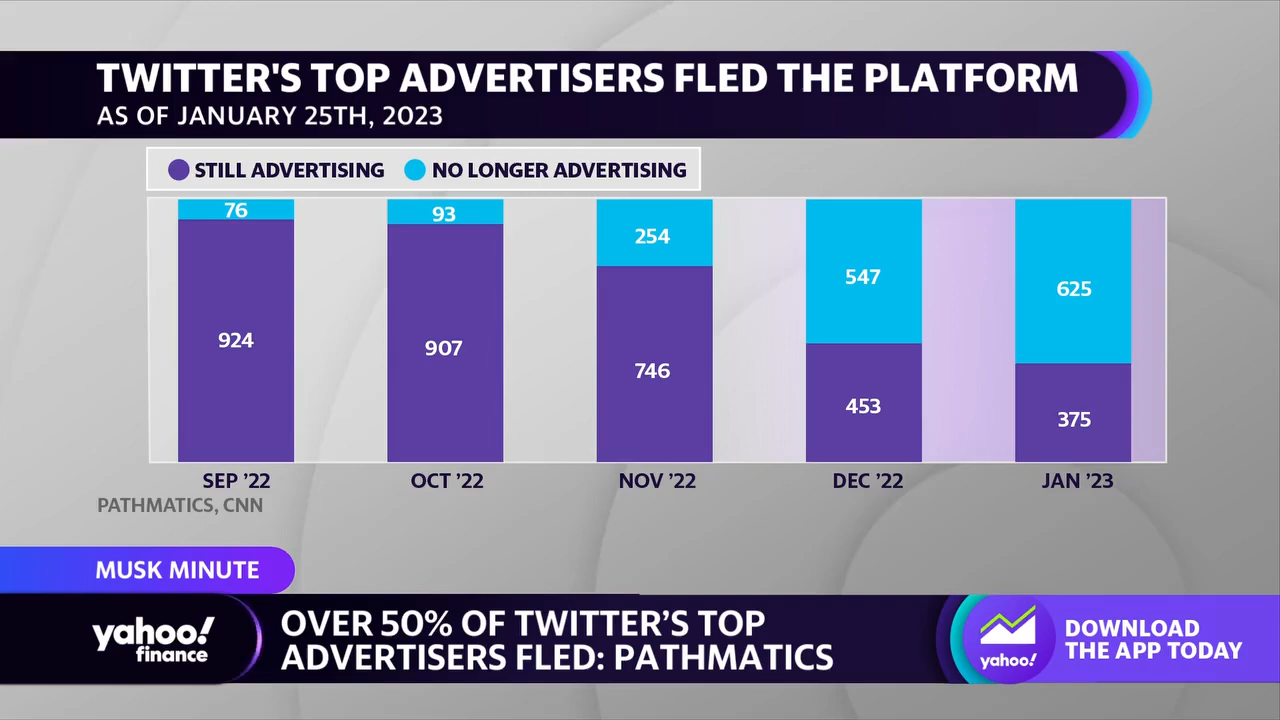 TWITTER'S TOP ADVERTISERS FLED THE PLATFORM
AS OF JANUARY 25TH, 2023
STILL ADVERTISING NO LONGER ADVERTISING
76 93 254 547 625
924 907 746 453 375
SEP ’22 OCT ’22 NOV ’22 DEC ’22 JAN ’23
PATHMATICS, CNN
MUSK MINUTE
yahoo!
finance
OVER 50% OF TWITTER’S TOP
ADVERTISERS FLED: PATHMATICS
yahoo!
DOWNLOAD
THE APP TODAY